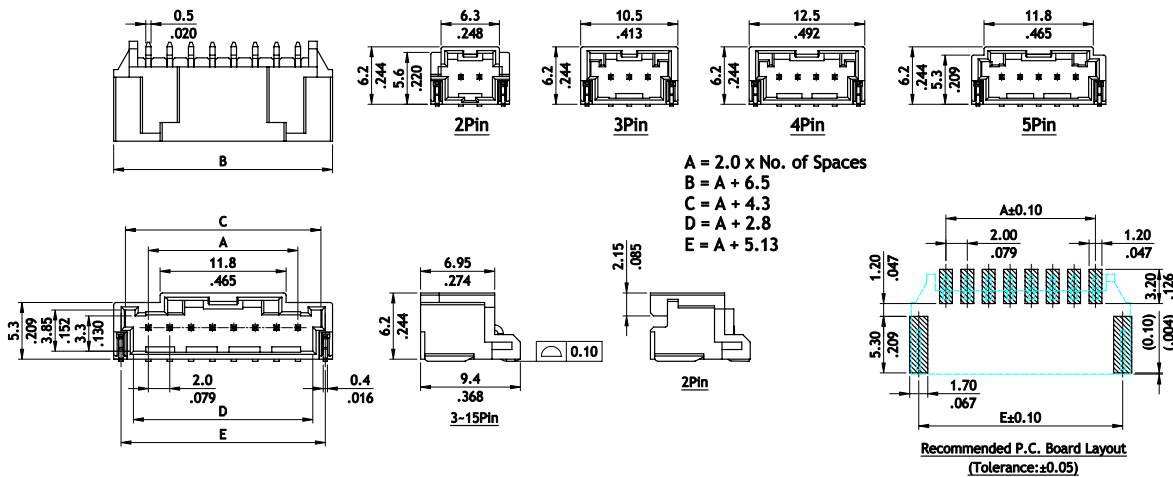 0.5
.020
B
6.3
.248
6.2
.244
5.6
.220
2Pin
10.5
.413
6.2
.244
3Pin
12.5
.492
6.2
.244
4Pin
11.8
.465
6.2
.244
5.3
.209
5Pin
A = 2.0 x No. of Spaces
B = A + 6.5
C = A + 4.3
D = A + 2.8
E = A + 5.13
C
A
11.8
.465
5.3
.209
3.85
.152
3.3
.130
2.0
.079
0.4
.016
D
E
6.95
.274
6.2
.244
9.4
.368
0.10
3~15Pin
2.15
.085
2Pin
A±0.10
2.00
.079
1.20
.047
1.20
.047
3.20
.126
5.30
.209
(0.10)
(.004)
1.70
.067
E±0.10
Recommended P.C. Board Layout
(Tolerance:±0.05)